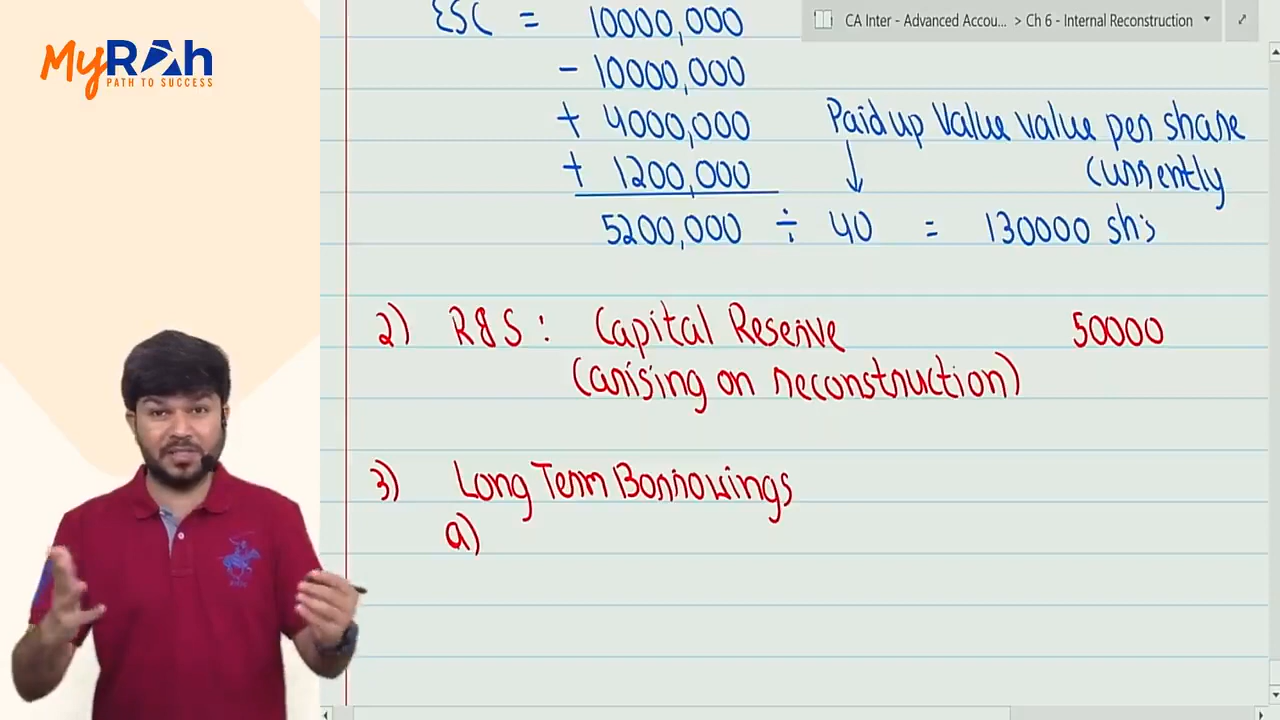 MyRAh
PATH TO SUCCESS
CA Inter - Advanced Accou... > Ch 6 - Internal Reconstruction
ESC = 10000,000
- 10000,000
+ 4000,000
+ 1200,000
Paid up Value value per share
currently
5200,000 ÷ 40 = 130000 sh's
2) R&S : Capital Reserve 50000
(arising on reconstruction)
3) Long Term Borrowings
a)